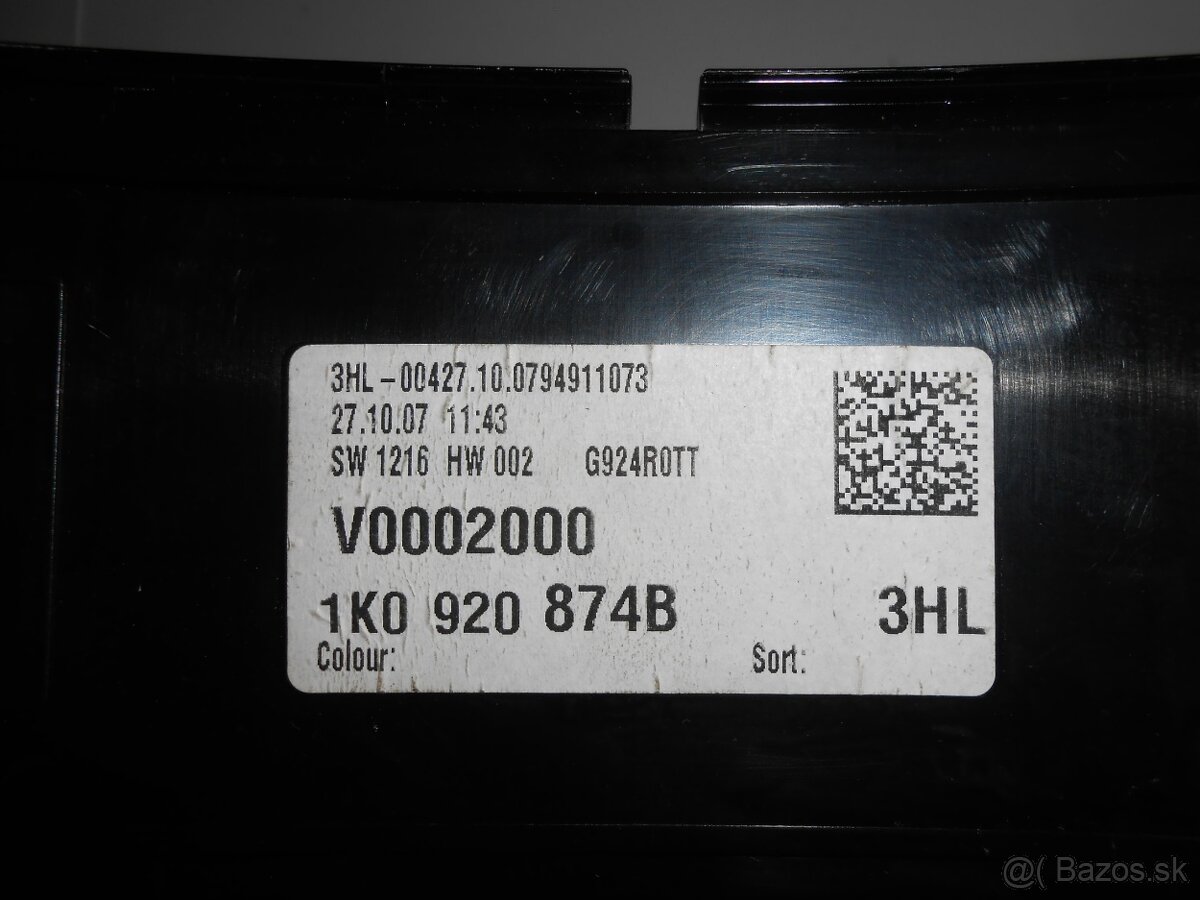 3HL-00427.10.0794911073
27.10.07 11:43
SW 1216 HW 002 G924R0TT
V0002000
1K0 920 874B 3HL
Colour: Sort:
@( Bazos.sk